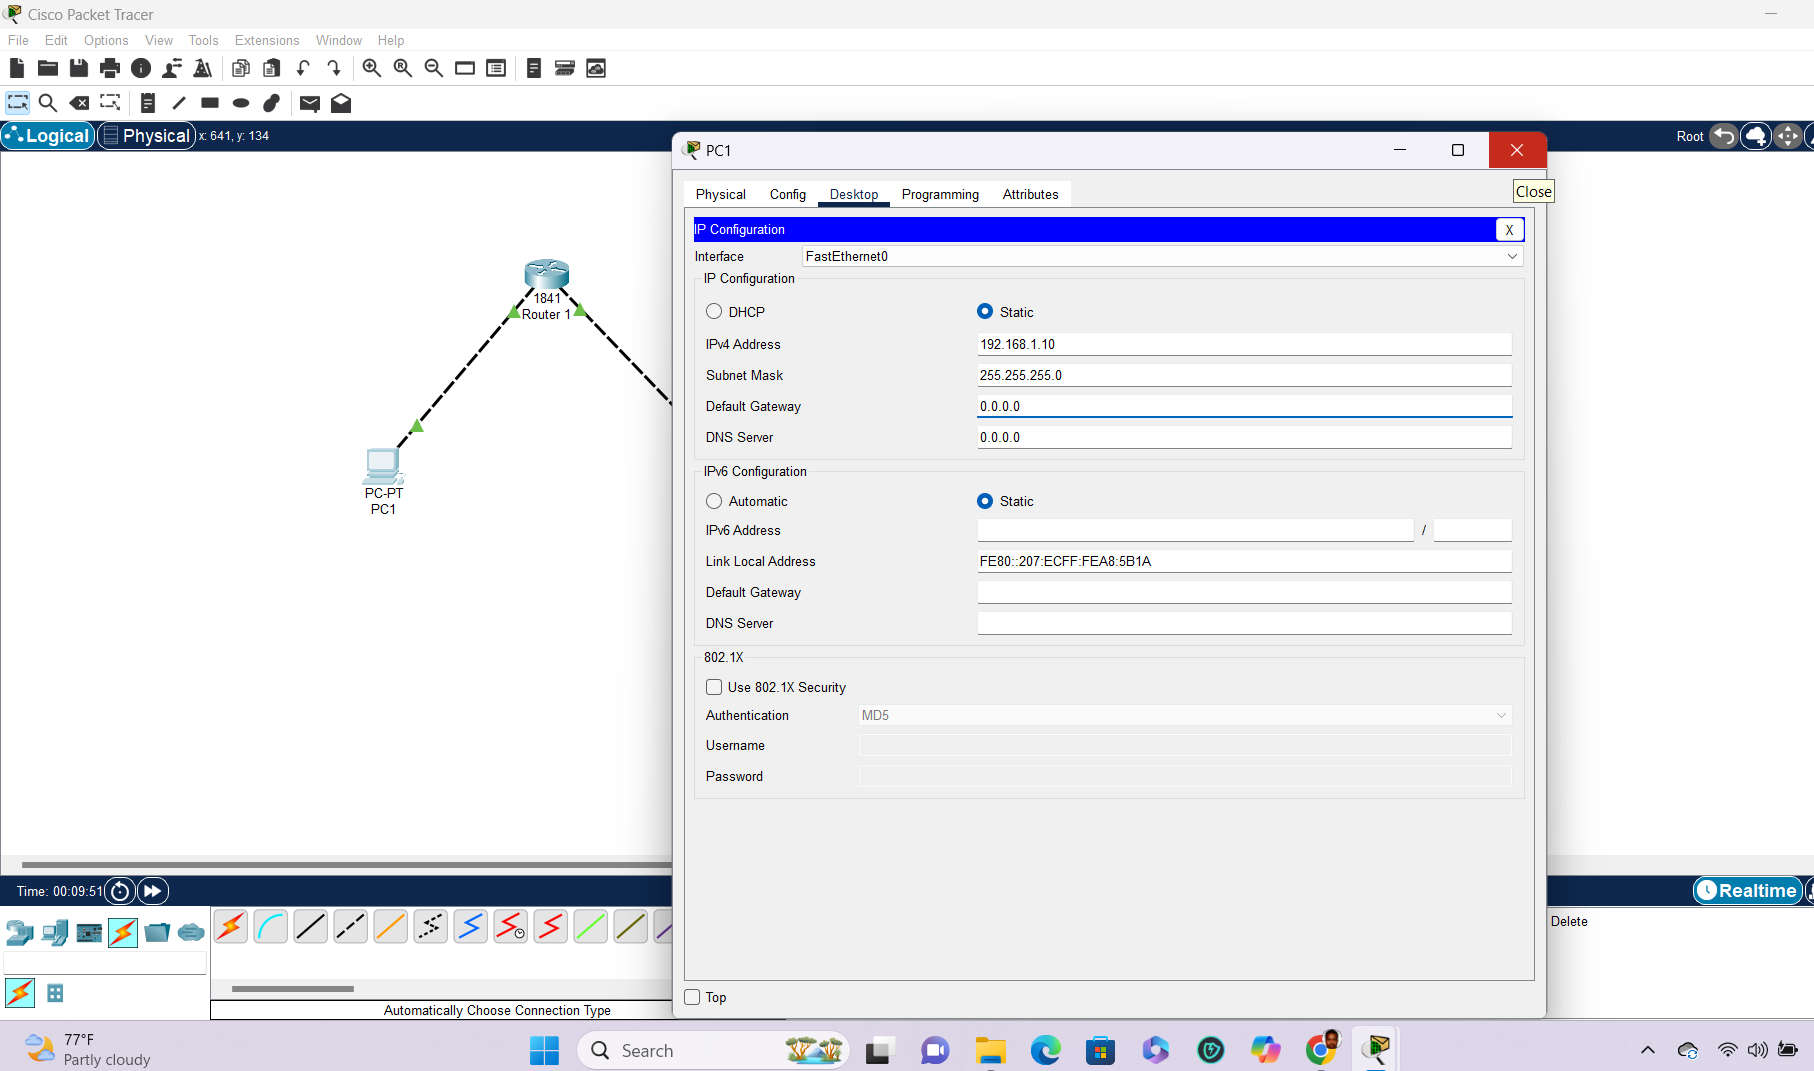 Cisco Packet Tracer
File Edit Options View Tools Extensions Window Help
Logical Physical x: 641, y: 134 Root
PC1
Close
Physical Config Desktop Programming Attributes
IP Configuration X
Interface FastEthernet0
IP Configuration
DHCP Static
IPv4 Address 192.168.1.10
Subnet Mask 255.255.255.0
Default Gateway 0.0.0.0
DNS Server 0.0.0.0
IPv6 Configuration
Automatic Static
IPv6 Address /
Link Local Address FE80::207:ECFF:FEA8:5B1A
Default Gateway
DNS Server
802.1X
Use 802.1X Security
Authentication MD5
Username
Password
Top
1841
Router 1
PC-PT
PC1
Time: 00:09:51 Realtime
Delete
Automatically Choose Connection Type
77°F
Partly cloudy
Search